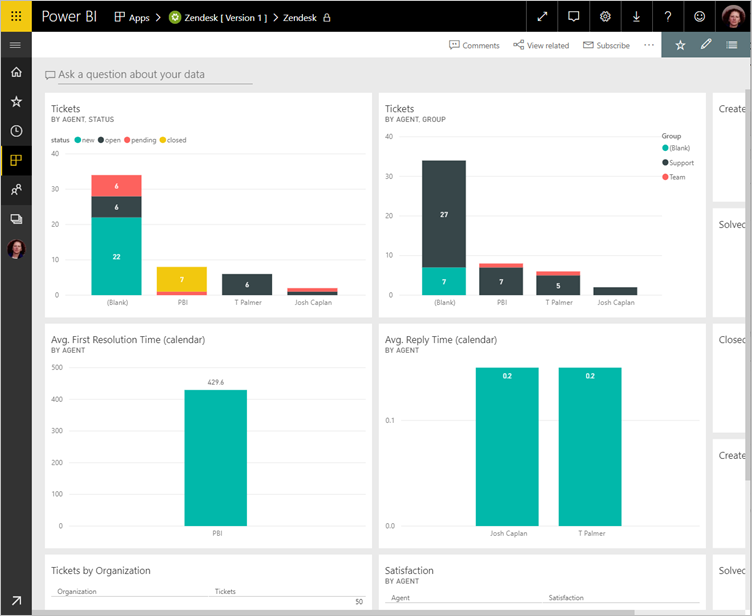 Power BI Apps > Zendesk [ Version 1 ] > Zendesk
Comments View related Subscribe ···
Ask a question about your data
Tickets
BY AGENT, STATUS
status new open pending closed
40
30
20
10
0
6
6
22
7
6
(Blank) PBI T Palmer Josh Caplan
Tickets
BY AGENT, GROUP
40
30
20
10
0
27
7
7
5
(Blank) PBI T Palmer Josh Caplan
Group
(Blank)
Support
Team
Create
Solved
Avg. First Resolution Time (calendar)
BY AGENT
500
400
300
200
100
0
429.6
PBI
Avg. Reply Time (calendar)
BY AGENT
0.1
0.0
0.2 0.2
Josh Caplan T Palmer
Closed
Create
Tickets by Organization
Organization Tickets
50
Satisfaction
BY AGENT
Agent Satisfaction
Solved